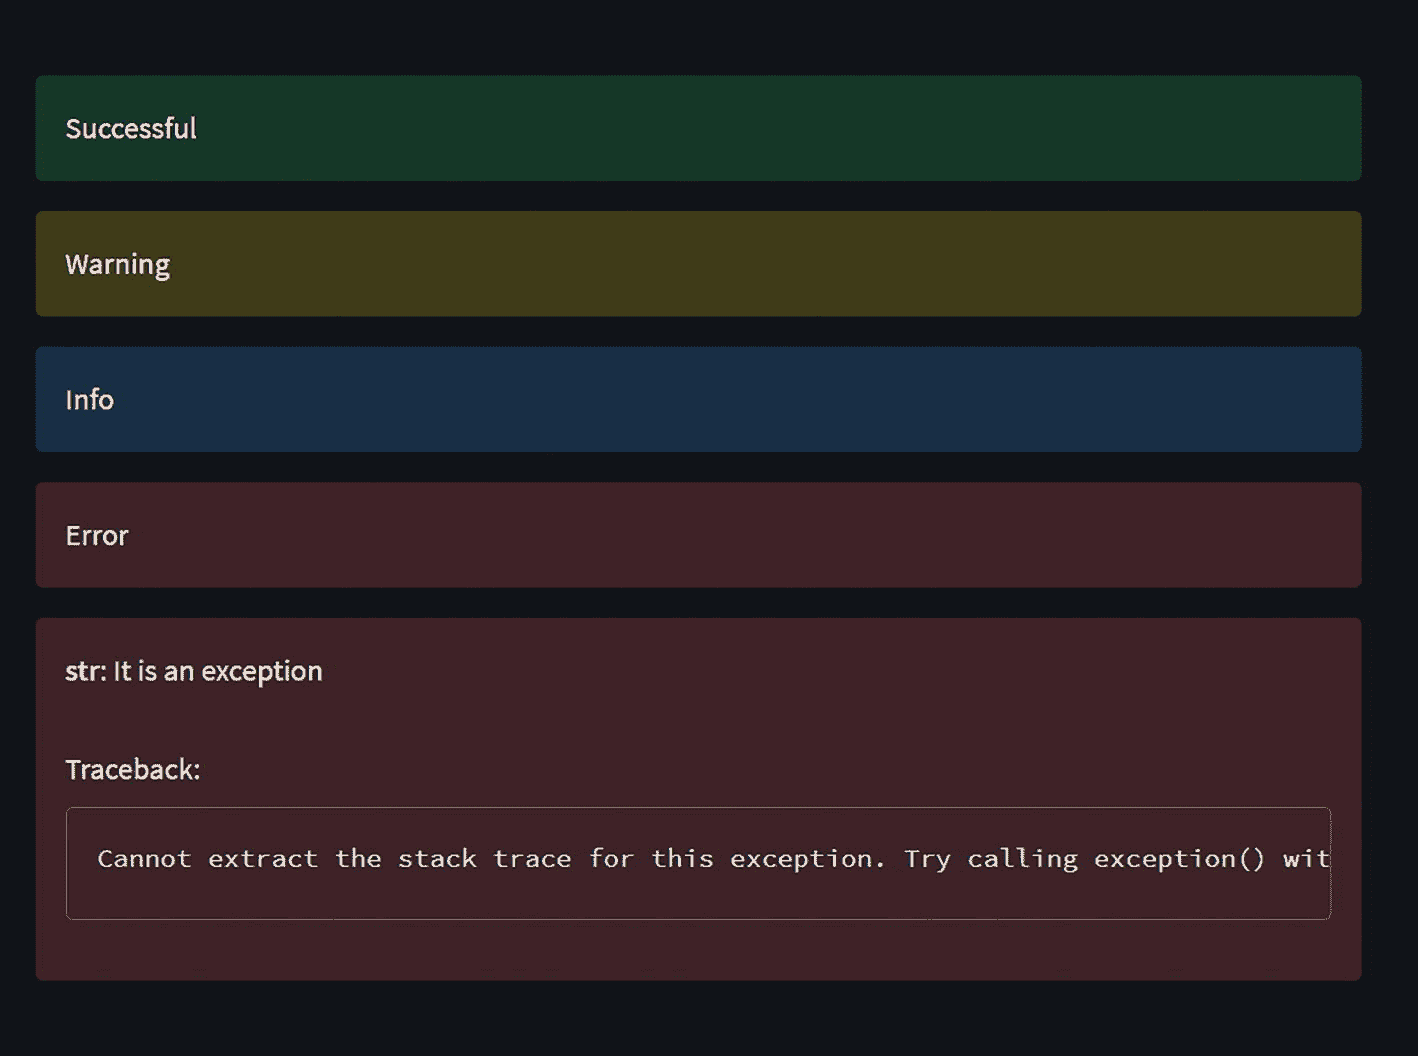 Successful
Warning
Info
Error
str: It is an exception
Traceback:
Cannot extract the stack trace for this exception. Try calling exception() wit